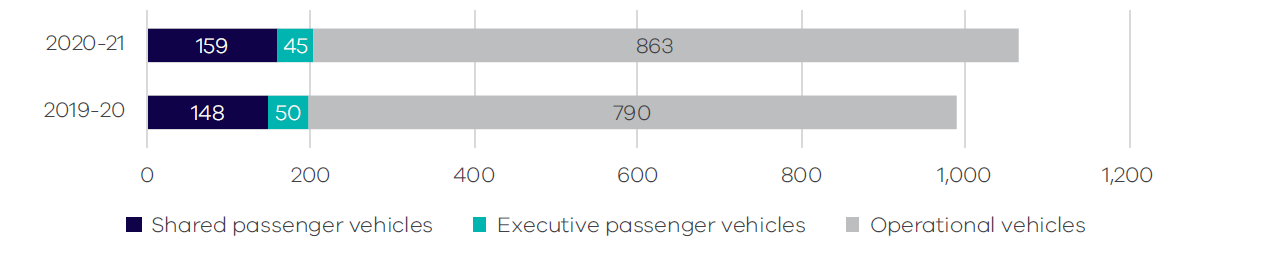 2020-21 159 45 863
2019-20 148 50 790
0 200 400 600 800 1,000 1,200
Shared passenger vehicles Executive passenger vehicles Operational vehicles